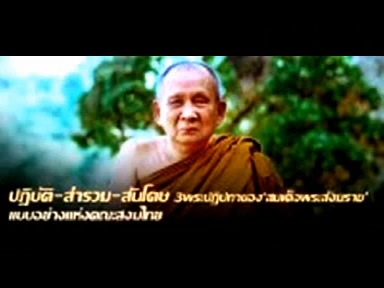 ปฏิบัติ-สำรวม-สันโดษ 3พระปฏิปทาของ'สมเด็จพระสังฆราช'
แบบอย่างแห่งคณะสงฆ์ไทย